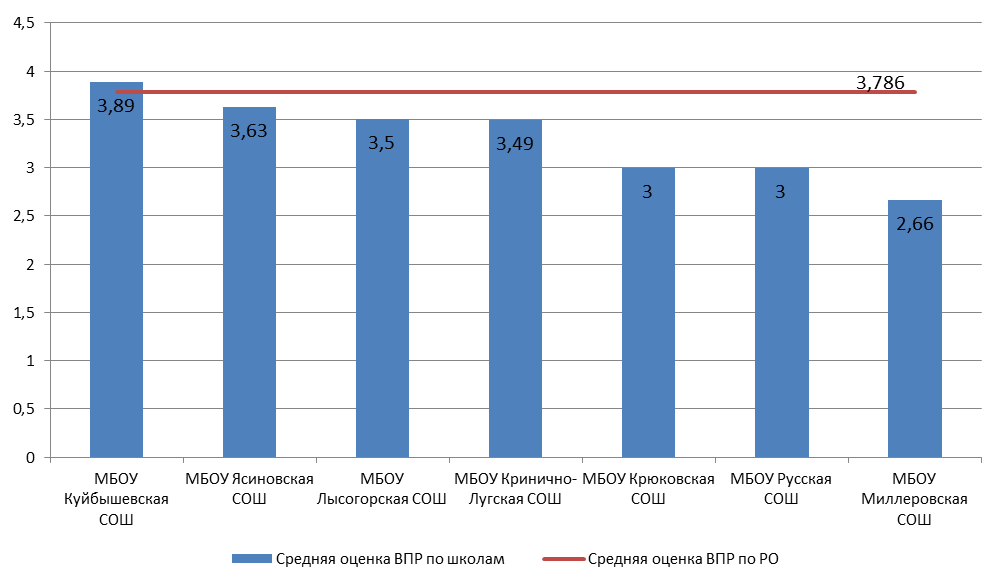 4,5
4
3,5
3
2,5
2
1,5
1
0,5
0
3,89
3,63
3,5
3,49
3
3
2,66
3,786
МБОУ
Куйбышевская
СОШ
МБОУ Ясиновская
СОШ
МБОУ
Лысогорская СОШ
МБОУ Кринично-
Лугская СОШ
МБОУ Крюковская
СОШ
МБОУ Русская
СОШ
МБОУ
Миллеровская
СОШ
Средняя оценка ВПР по школам
Средняя оценка ВПР по РО